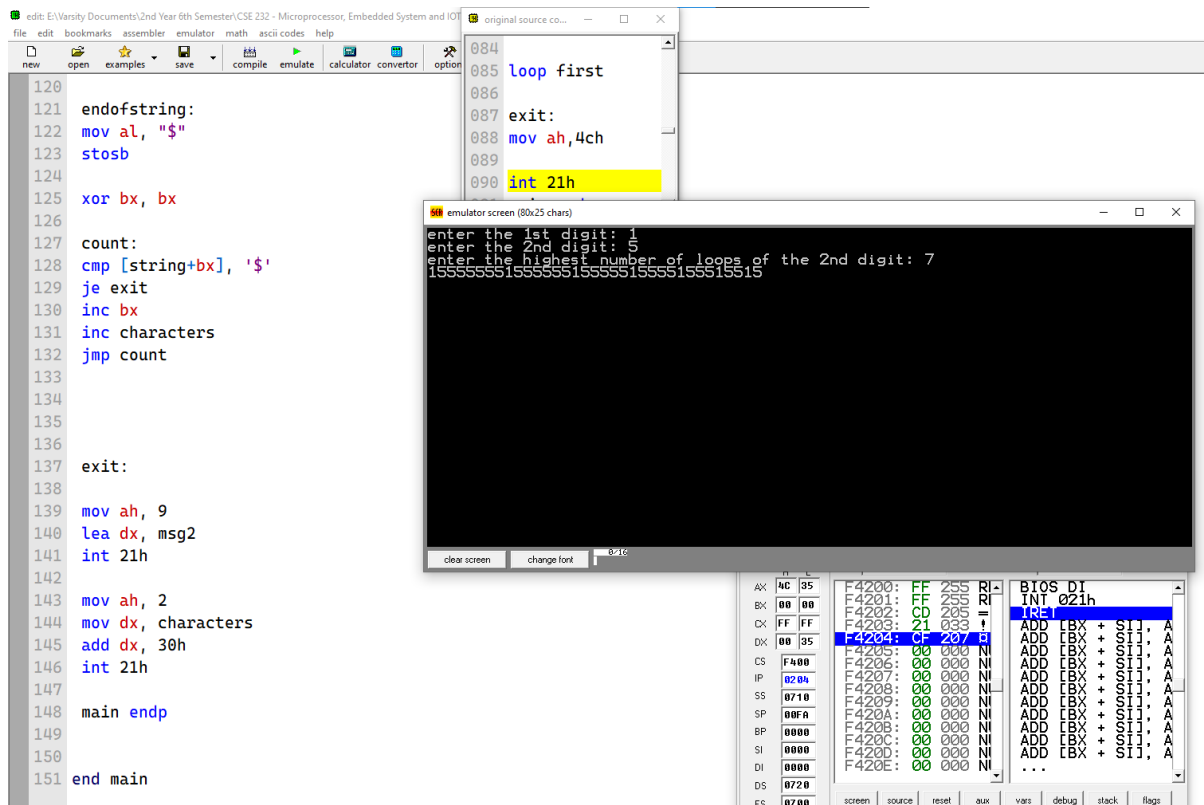 edit: E:\Varsity Documents\2nd Year 6th Semester\CSE 232 - Microprocessor, Embedded System and IOT
file edit bookmarks assembler emulator math ascii codes help
new open examples save compile emulate calculator convertor option
120
121 endofstring:
122 mov al, "$"
123 stosb
124
125 xor bx, bx
126
127 count:
128 cmp [string+bx], '$'
129 je exit
130 inc bx
131 inc characters
132 jmp count
133
134
135
136
137 exit:
138
139 mov ah, 9
140 lea dx, msg2
141 int 21h
142
143 mov ah, 2
144 mov dx, characters
145 add dx, 30h
146 int 21h
147
148 main endp
149
150
151 end main
original source co...
084
085 loop first
086
087 exit:
088 mov ah,4ch
089
090 int 21h
emulator screen (80x25 chars)
enter the 1st digit: 1
enter the 2nd digit: 5
enter the highest number of loops of the 2nd digit: 7
15555555155555515555515555155515515
clear screen change font 0/16
AX 4C 35
BX 00 00
CX FF FF
DX 00 35
CS F400
IP 0204
SS 0710
SP 00FA
BP 0000
SI 0000
DI 0000
DS 0720
ES 0700
F4200: FF 255 R
F4201: FF 255 R
F4202: CD 205 =
F4203: 21 033 !
F4204: CF 207
F4205: 00 000 N
F4206: 00 000 N
F4207: 00 000 N
F4208: 00 000 N
F4209: 00 000 N
F420A: 00 000 N
F420B: 00 000 N
F420C: 00 000 N
F420D: 00 000 N
F420E: 00 000 N
BIOS DI
INT 021h
IRET
ADD [BX + SI], A
ADD [BX + SI], A
ADD [BX + SI], A
ADD [BX + SI], A
ADD [BX + SI], A
ADD [BX + SI], A
ADD [BX + SI], A
ADD [BX + SI], A
ADD [BX + SI], A
ADD [BX + SI], A
ADD [BX + SI], A
...
screen source reset aux vars debug stack flags